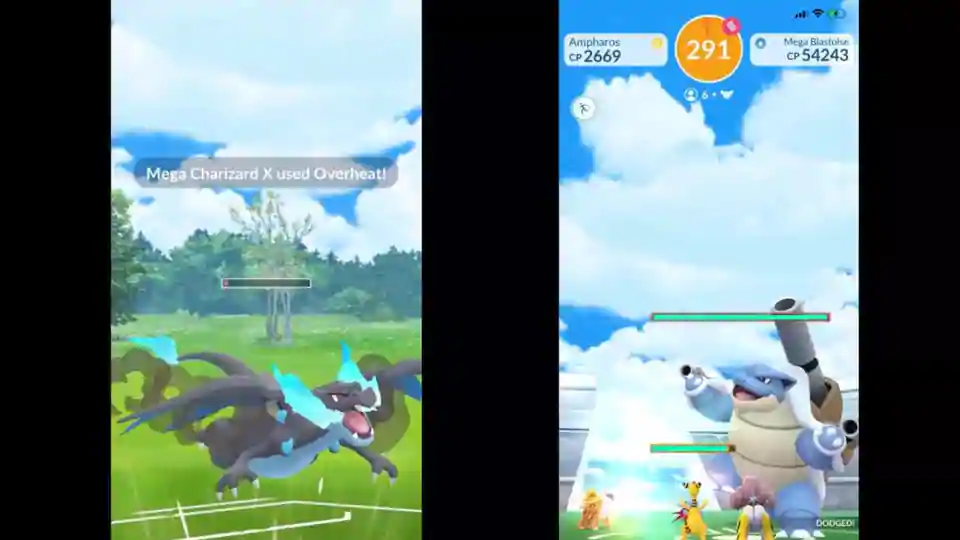 Mega Charizard X used Overheat!
Ampharos
CP 2669
291
Mega Blastoise
CP 54243
6
DODGED!